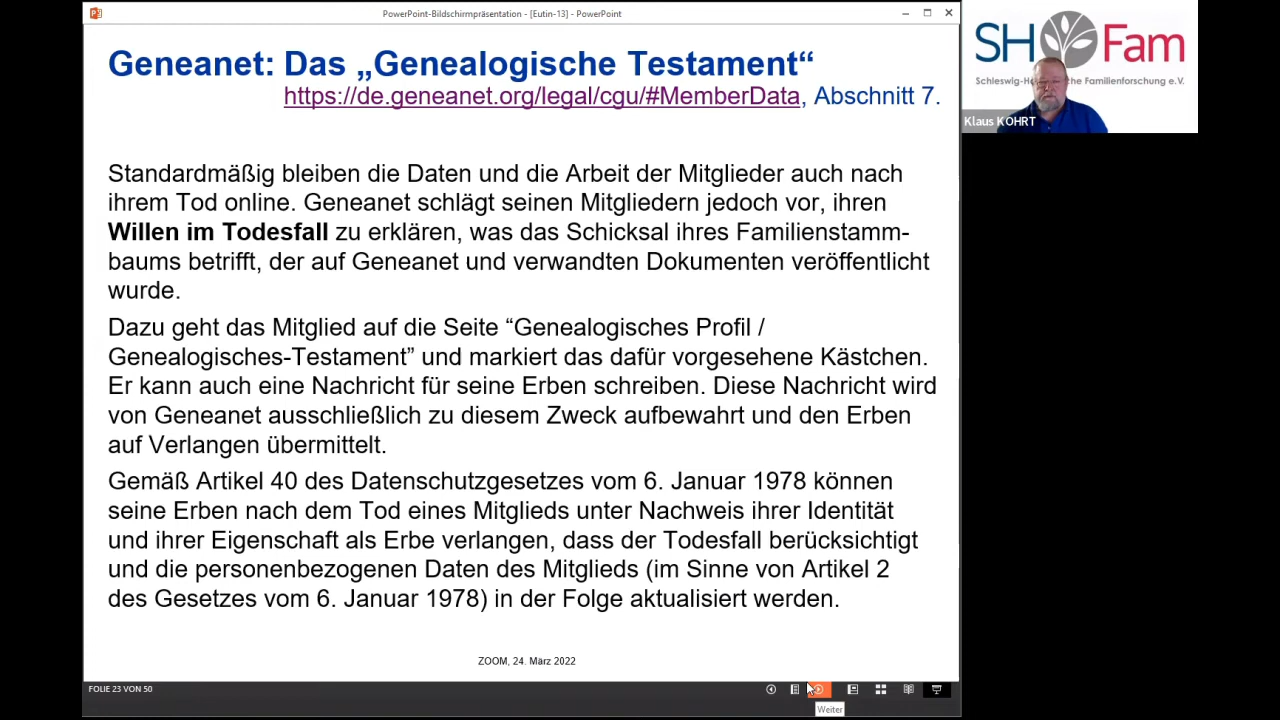 PowerPoint-Bildschirmpräsentation - [Eutin-13] - PowerPoint
Geneanet: Das „Genealogische Testament“
https://de.geneanet.org/legal/cgu/#MemberData, Abschnitt 7.
Standardmäßig bleiben die Daten und die Arbeit der Mitglieder auch nach
ihrem Tod online. Geneanet schlägt seinen Mitgliedern jedoch vor, ihren
Willen im Todesfall zu erklären, was das Schicksal ihres Familienstamm-
baums betrifft, der auf Geneanet und verwandten Dokumenten veröffentlicht
wurde.
Dazu geht das Mitglied auf die Seite “Genealogisches Profil /
Genealogisches-Testament” und markiert das dafür vorgesehene Kästchen.
Er kann auch eine Nachricht für seine Erben schreiben. Diese Nachricht wird
von Geneanet ausschließlich zu diesem Zweck aufbewahrt und den Erben
auf Verlangen übermittelt.
Gemäß Artikel 40 des Datenschutzgesetzes vom 6. Januar 1978 können
seine Erben nach dem Tod eines Mitglieds unter Nachweis ihrer Identität
und ihrer Eigenschaft als Erbe verlangen, dass der Todesfall berücksichtigt
und die personenbezogenen Daten des Mitglieds (im Sinne von Artikel 2
des Gesetzes vom 6. Januar 1978) in der Folge aktualisiert werden.
ZOOM, 24. März 2022
FOLIE 23 VON 50
Weiter
SH Fam
Schleswig-Ho ische Familienforschung e.V.
Klaus KOHRT